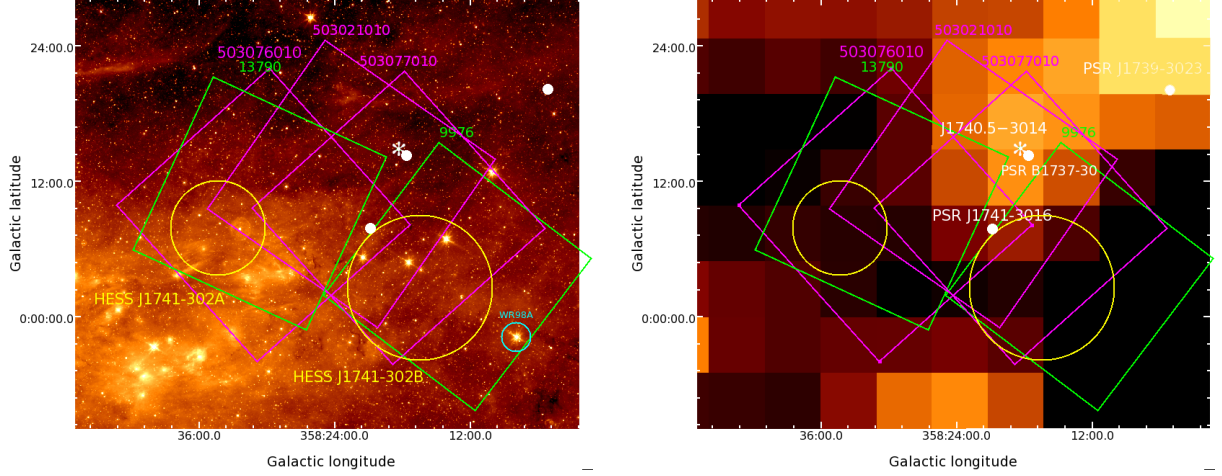 503021010
503076010
503077010
13790
24:00.0
9976
*
12:00.0
HESS J1741-302A
WR98A
0:00:00.0
HESS J1741-302B
36:00.0
358:24:00.0
12:00.0
Galactic longitude
Galactic latitude
503021010
503076010
503077010
13790
PSR J1739-3023
24:00.0
J1740.5−3014
9976
*
PSR B1737-30
12:00.0
PSR J1741-3016
0:00:00.0
36:00.0
358:24:00.0
12:00.0
Galactic longitude
Galactic latitude